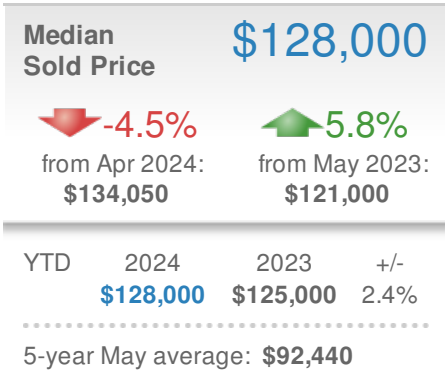 Median $128,000
Sold Price
-4.5% 5.8%
from Apr 2024: from May 2023:
$134,050 $121,000
YTD 2024 2023 +/-
$128,000 $125,000 2.4%
5-year May average: $92,440